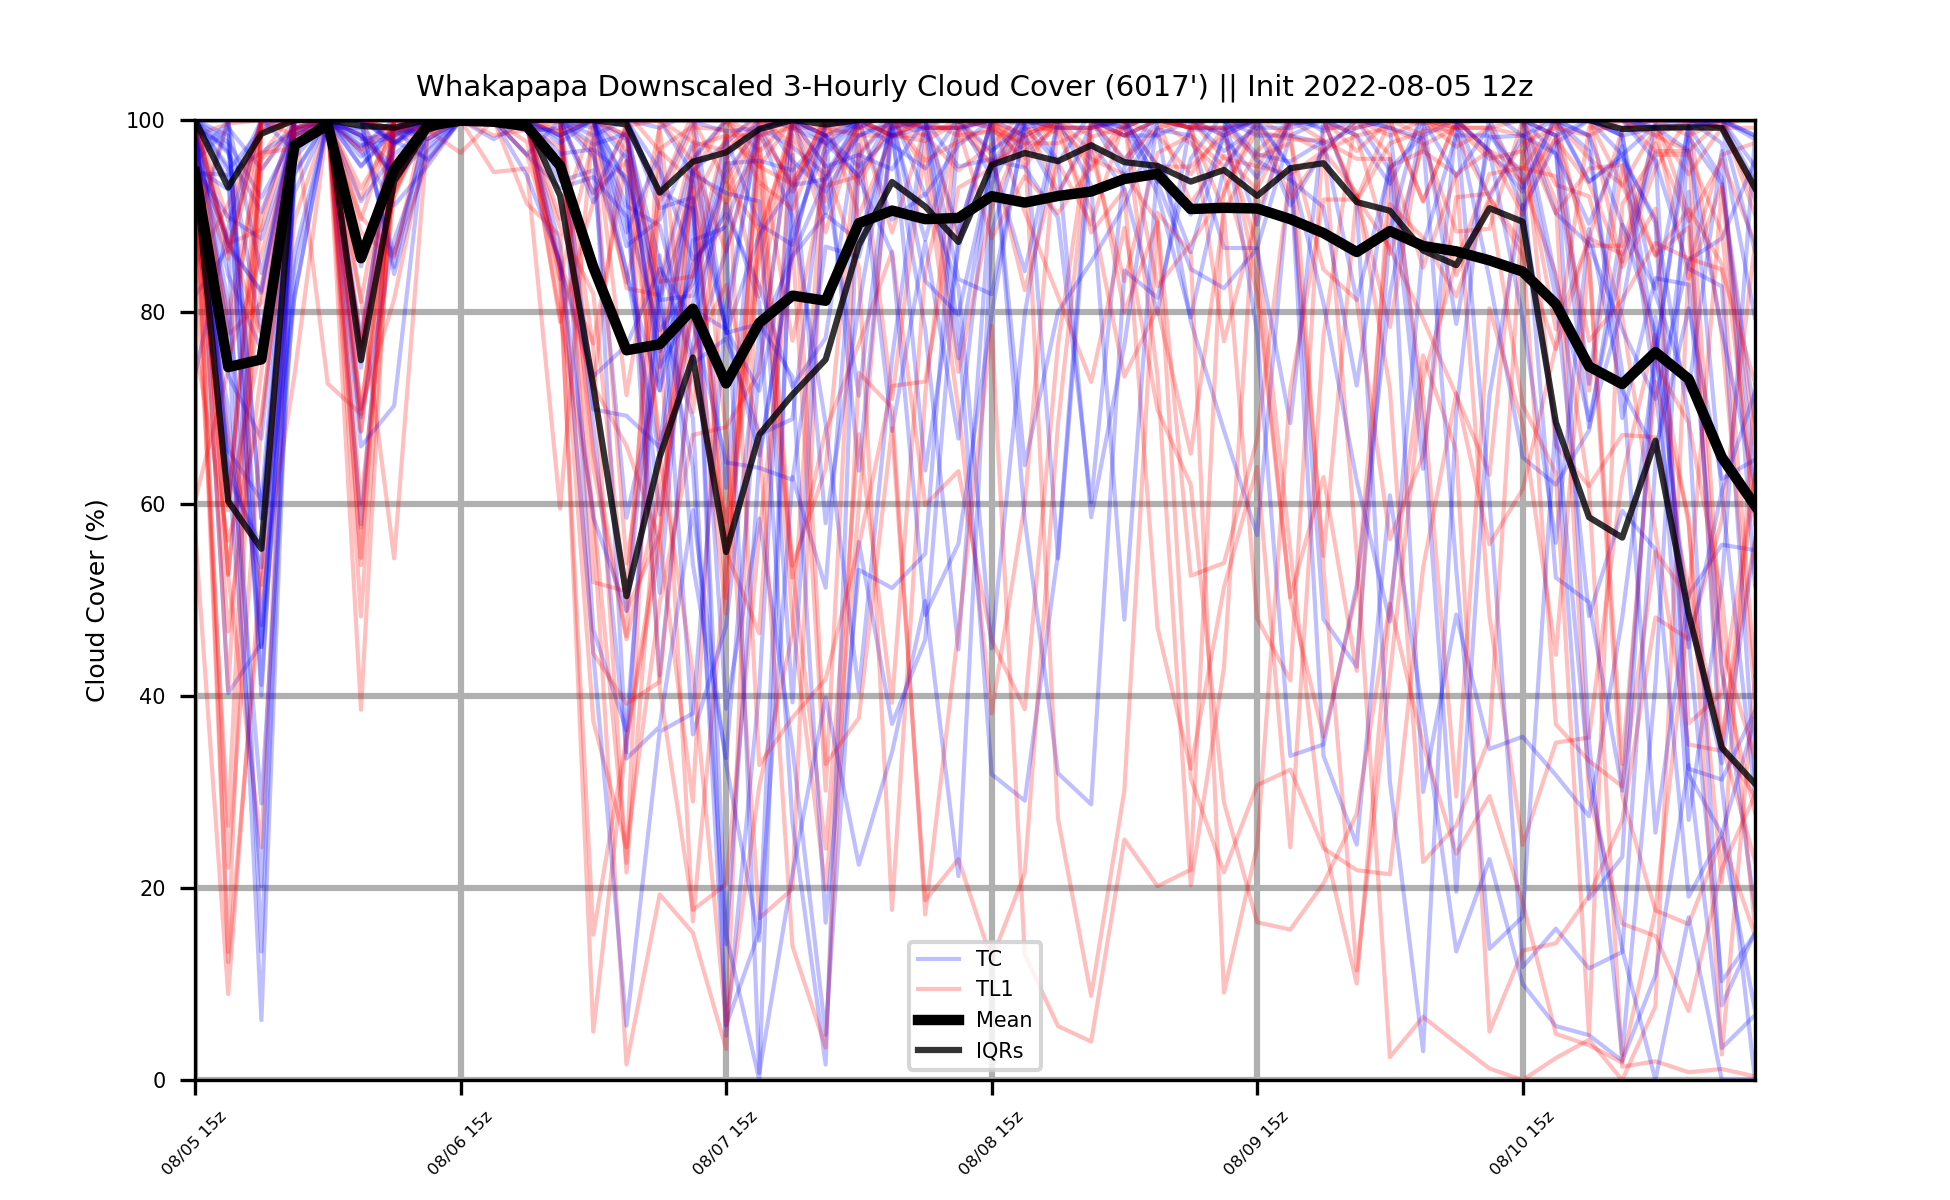 Whakapapa Downscaled 3-Hourly Cloud Cover (6017') || Init 2022-08-05 12z
Cloud Cover (%)
100
80
60
40
20
0
TC
TL1
Mean
IQRs
08/05 15z
08/06 15z
08/07 15z
08/08 15z
08/09 15z
08/10 15z